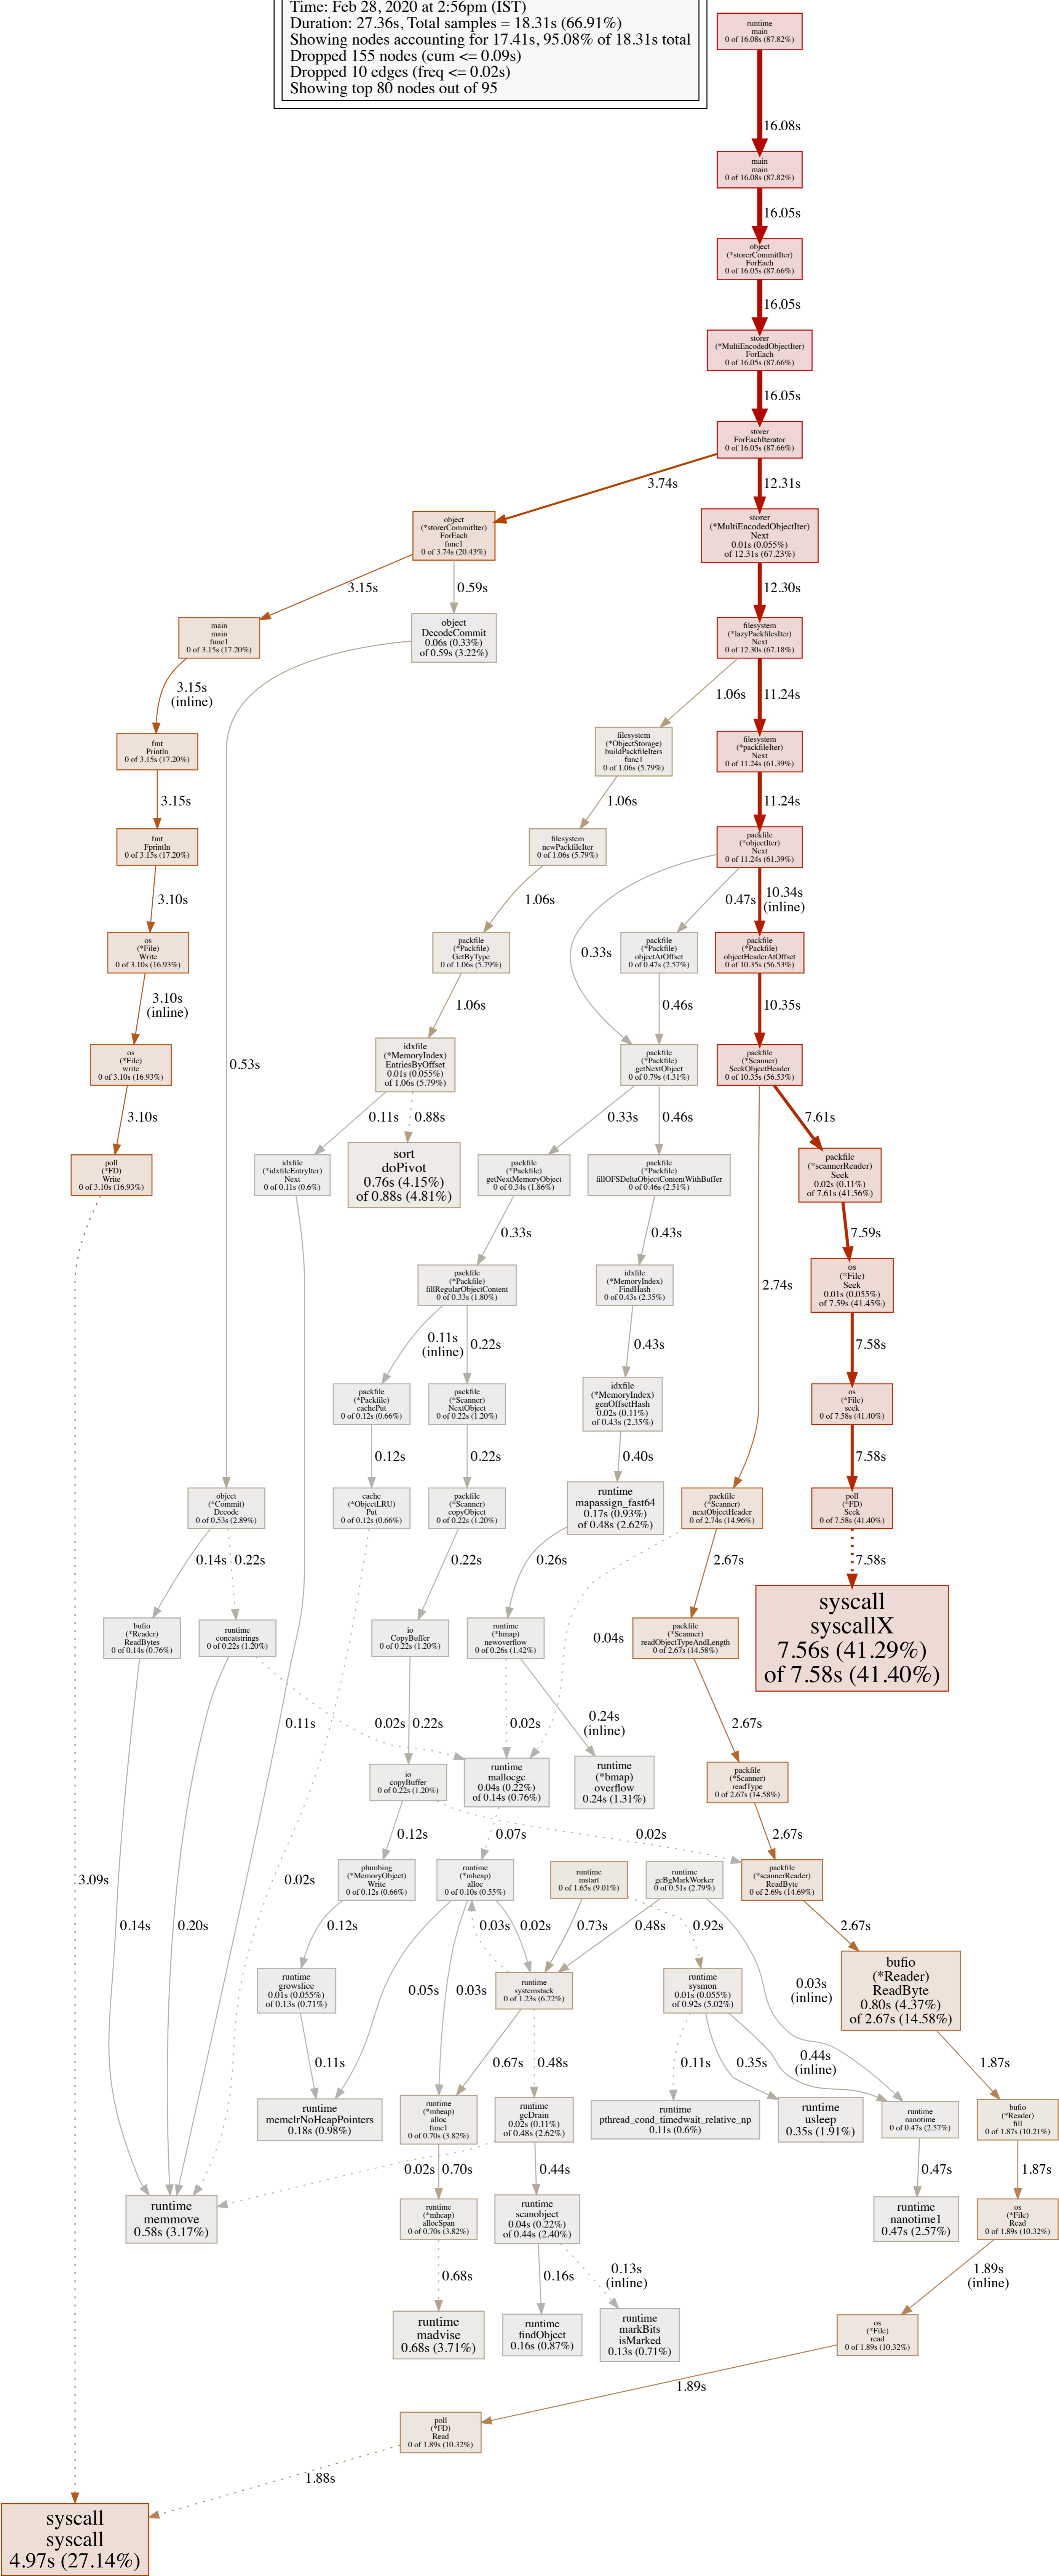 Time: Feb 28, 2020 at 2:56pm (IST)
Duration: 27.36s, Total samples = 18.31s (66.91%)
Showing nodes accounting for 17.41s, 95.08% of 18.31s total
Dropped 155 nodes (cum <= 0.09s)
Dropped 10 edges (freq <= 0.02s)
Showing top 80 nodes out of 95
runtime
main
0 of 16.08s (87.82%)
16.08s
main
main
0 of 16.08s (87.82%)
16.05s
object
(*storerCommitIter)
ForEach
0 of 16.05s (87.66%)
16.05s
storer
(*MultiEncodedObjectIter)
ForEach
0 of 16.05s (87.66%)
16.05s
storer
ForEachIterator
0 of 16.05s (87.66%)
3.74s
12.31s
object
(*storerCommitIter)
ForEach
func1
0 of 3.74s (20.43%)
storer
(*MultiEncodedObjectIter)
Next
0.01s (0.055%)
of 12.31s (67.23%)
3.15s
0.59s
12.30s
main
main
func1
0 of 3.15s (17.20%)
object
DecodeCommit
0.06s (0.33%)
of 0.59s (3.22%)
filesystem
(*lazyPackfilesIter)
Next
0 of 12.30s (67.18%)
3.15s
(inline)
1.06s
11.24s
fmt
Println
0 of 3.15s (17.20%)
filesystem
(*ObjectStorage)
buildPackfileIters
func1
0 of 1.06s (5.79%)
filesystem
(*packfileIter)
Next
0 of 11.24s (61.39%)
3.15s
1.06s
11.24s
fmt
Fprintln
0 of 3.15s (17.20%)
filesystem
newPackfileIter
0 of 1.06s (5.79%)
packfile
(*objectIter)
Next
0 of 11.24s (61.39%)
3.10s
1.06s
0.33s
0.47s
10.34s
(inline)
os
(*File)
Write
0 of 3.10s (16.93%)
packfile
(*Packfile)
GetByType
0 of 1.06s (5.79%)
packfile
(*Packfile)
objectAtOffset
0 of 0.47s (2.57%)
packfile
(*Packfile)
objectHeaderAtOffset
0 of 10.35s (56.53%)
3.10s
(inline)
1.06s
0.46s
10.35s
os
(*File)
write
0 of 3.10s (16.93%)
0.53s
idxfile
(*MemoryIndex)
EntriesByOffset
0.01s (0.055%)
of 1.06s (5.79%)
packfile
(*Packfile)
getNextObject
0 of 0.79s (4.31%)
packfile
(*Scanner)
SeekObjectHeader
0 of 10.35s (56.53%)
3.10s
0.11s
0.88s
0.33s
0.46s
7.61s
poll
(*FD)
Write
0 of 3.10s (16.93%)
idxfile
(*idxfileEntryIter)
Next
0 of 0.11s (0.6%)
sort
doPivot
0.76s (4.15%)
of 0.88s (4.81%)
packfile
(*Packfile)
getNextMemoryObject
0 of 0.34s (1.86%)
packfile
(*Packfile)
fillOFSDeltaObjectContentWithBuffer
0 of 0.46s (2.51%)
packfile
(*scannerReader)
Seek
0.02s (0.11%)
of 7.61s (41.56%)
0.33s
0.43s
7.59s
packfile
(*Packfile)
fillRegularObjectContent
0 of 0.33s (1.80%)
idxfile
(*MemoryIndex)
FindHash
0 of 0.43s (2.35%)
2.74s
os
(*File)
Seek
0.01s (0.055%)
of 7.59s (41.45%)
0.11s
(inline)
0.22s
0.43s
7.58s
packfile
(*Packfile)
cachePut
0 of 0.12s (0.66%)
packfile
(*Scanner)
NextObject
0 of 0.22s (1.20%)
idxfile
(*MemoryIndex)
genOffsetHash
0.02s (0.11%)
of 0.43s (2.35%)
os
(*File)
seek
0 of 7.58s (41.40%)
0.12s
0.22s
0.40s
7.58s
object
(*Commit)
Decode
0 of 0.53s (2.89%)
cache
(*ObjectLRU)
Put
0 of 0.12s (0.66%)
packfile
(*Scanner)
copyObject
0 of 0.22s (1.20%)
runtime
mapassign_fast64
0.17s (0.93%)
of 0.48s (2.62%)
packfile
(*Scanner)
nextObjectHeader
0 of 2.74s (14.96%)
poll
(*FD)
Seek
0 of 7.58s (41.40%)
0.14s
0.22s
0.22s
0.26s
2.67s
7.58s
bufio
(*Reader)
ReadBytes
0 of 0.14s (0.76%)
runtime
concatstrings
0 of 0.22s (1.20%)
io
CopyBuffer
0 of 0.22s (1.20%)
runtime
(*hmap)
newoverflow
0 of 0.26s (1.42%)
0.04s
packfile
(*Scanner)
readObjectTypeAndLength
0 of 2.67s (14.58%)
syscall
syscallX
7.56s (41.29%)
of 7.58s (41.40%)
0.11s
0.02s
0.22s
0.02s
0.24s
(inline)
2.67s
io
copyBuffer
0 of 0.22s (1.20%)
runtime
mallocgc
0.04s (0.22%)
of 0.14s (0.76%)
runtime
(*bmap)
overflow
0.24s (1.31%)
packfile
(*Scanner)
readType
0 of 2.67s (14.58%)
0.12s
0.07s
0.02s
2.67s
3.09s
0.02s
plumbing
(*MemoryObject)
Write
0 of 0.12s (0.66%)
runtime
(*mheap)
alloc
0 of 0.10s (0.55%)
runtime
mstart
0 of 1.65s (9.01%)
runtime
gcBgMarkWorker
0 of 0.51s (2.79%)
packfile
(*scannerReader)
ReadByte
0 of 2.69s (14.69%)
0.14s
0.20s
0.12s
0.03s
0.02s
0.73s
0.48s
0.92s
2.67s
runtime
growslice
0.01s (0.055%)
of 0.13s (0.71%)
0.05s
0.03s
runtime
systemstack
0 of 1.23s (6.72%)
runtime
sysmon
0.01s (0.055%)
of 0.92s (5.02%)
0.03s
(inline)
bufio
(*Reader)
ReadByte
0.80s (4.37%)
of 2.67s (14.58%)
0.11s
0.67s
0.48s
0.11s
0.35s
0.44s
(inline)
1.87s
runtime
memclrNoHeapPointers
0.18s (0.98%)
runtime
(*mheap)
alloc
func1
0 of 0.70s (3.82%)
runtime
gcDrain
0.02s (0.11%)
of 0.48s (2.62%)
runtime
pthread_cond_timedwait_relative_np
0.11s (0.6%)
runtime
usleep
0.35s (1.91%)
runtime
nanotime
0 of 0.47s (2.57%)
bufio
(*Reader)
fill
0 of 1.87s (10.21%)
0.02s
0.70s
0.44s
0.47s
1.87s
runtime
memmove
0.58s (3.17%)
runtime
(*mheap)
allocSpan
0 of 0.70s (3.82%)
runtime
scanobject
0.04s (0.22%)
of 0.44s (2.40%)
runtime
nanotime1
0.47s (2.57%)
os
(*File)
Read
0 of 1.89s (10.32%)
0.68s
0.16s
0.13s
(inline)
1.89s
(inline)
runtime
madvise
0.68s (3.71%)
runtime
findObject
0.16s (0.87%)
runtime
markBits
isMarked
0.13s (0.71%)
os
(*File)
read
0 of 1.89s (10.32%)
1.89s
poll
(*FD)
Read
0 of 1.89s (10.32%)
1.88s
syscall
syscall
4.97s (27.14%)